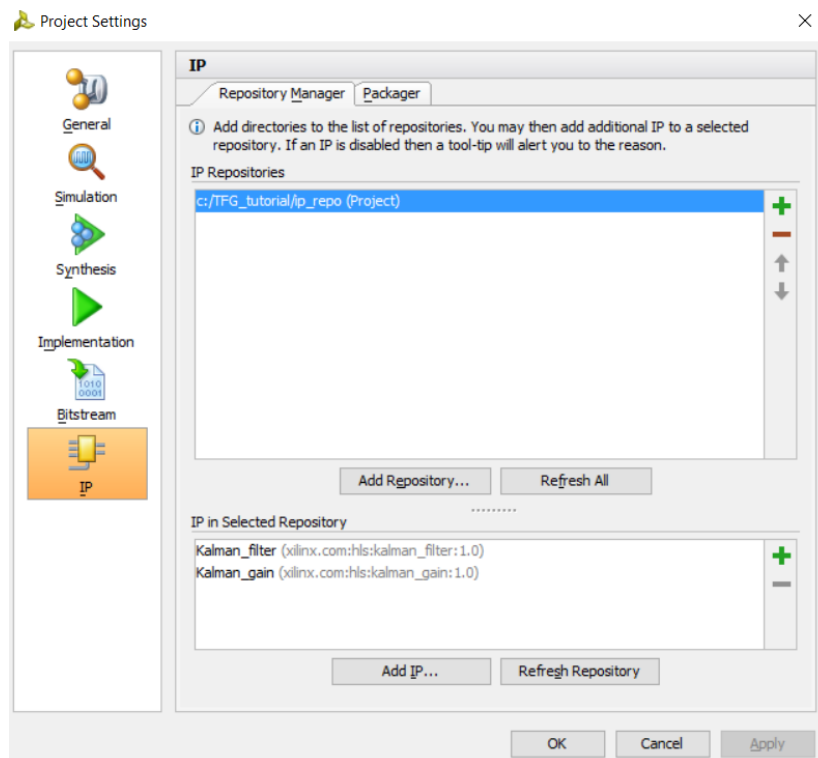 Project Settings
General
Simulation
Synthesis
Implementation
1010
0001
Bitstream
IP
IP
Repository Manager
Packager
Add directories to the list of repositories. You may then add additional IP to a selected
repository. If an IP is disabled then a tool-tip will alert you to the reason.
IP Repositories
c:/TFG_tutorial/ip_repo (Project)
Add Repository...
Refresh All
IP in Selected Repository
Kalman_filter (xilinx.com:hls:kalman_filter:1.0)
Kalman_gain (xilinx.com:hls:kalman_gain:1.0)
Add IP...
Refresh Repository
OK
Cancel
Apply